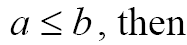 a ≤ b, then